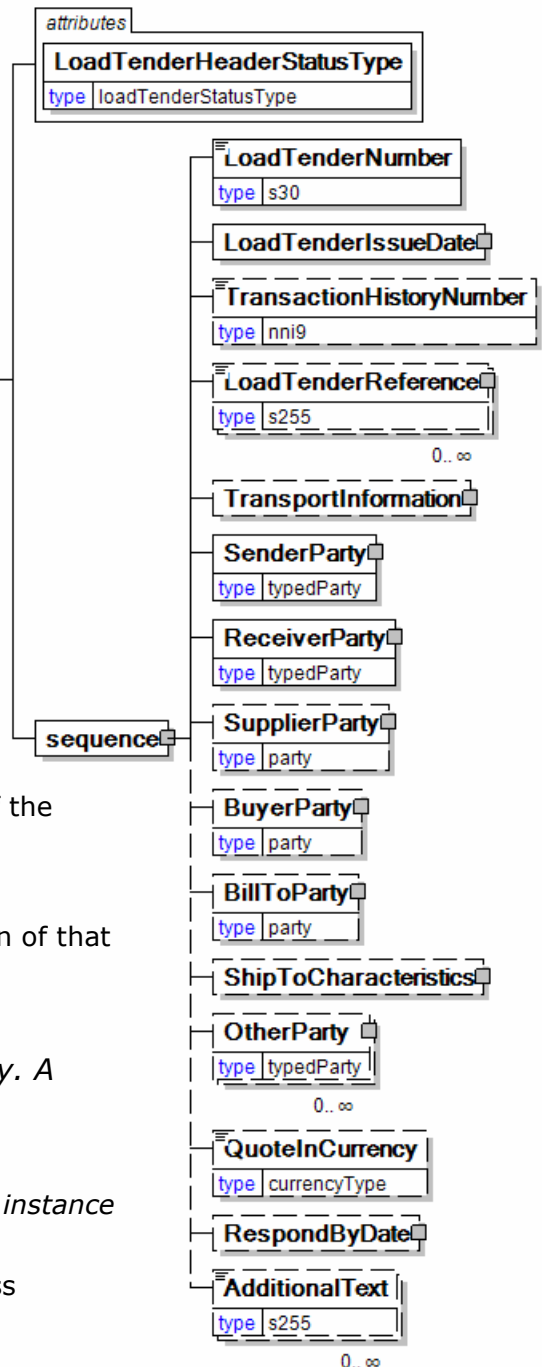 attributes
LoadTenderHeaderStatusType
type loadTenderStatusType
LoadTenderNumber
type s30
LoadTenderIssueDate
TransactionHistoryNumber
type nni9
LoadTenderReference
type s255
0.. ∞
TransportInformation
SenderParty
type typedParty
ReceiverParty
type typedParty
sequence
SupplierParty
type party
the
BuyerParty
type party
BillToParty
type party
n of that
ShipToCharacteristics
OtherParty
type typedParty
0.. ∞
y. A
QuoteInCurrency
type currencyType
instance
RespondByDate
ss
AdditionalText
type s255
0.. ∞